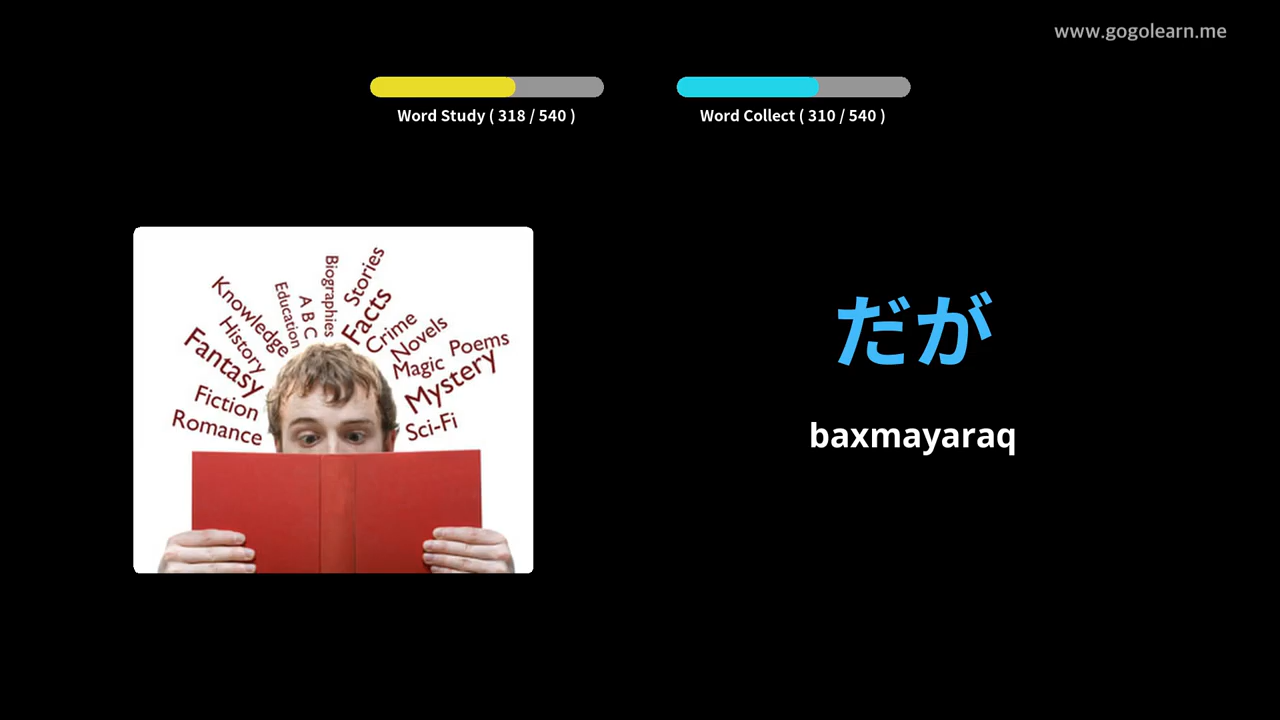 www.gogolearn.me
Word Study ( 318 / 540 )
Word Collect ( 310 / 540 )
Knowledge
Education
A B C
Biographies
Stories
Facts
Crime
Novels
Poems
History
Fantasy
Magic
Mystery
Fiction
Romance
Sci-Fi
だが
baxmayaraq